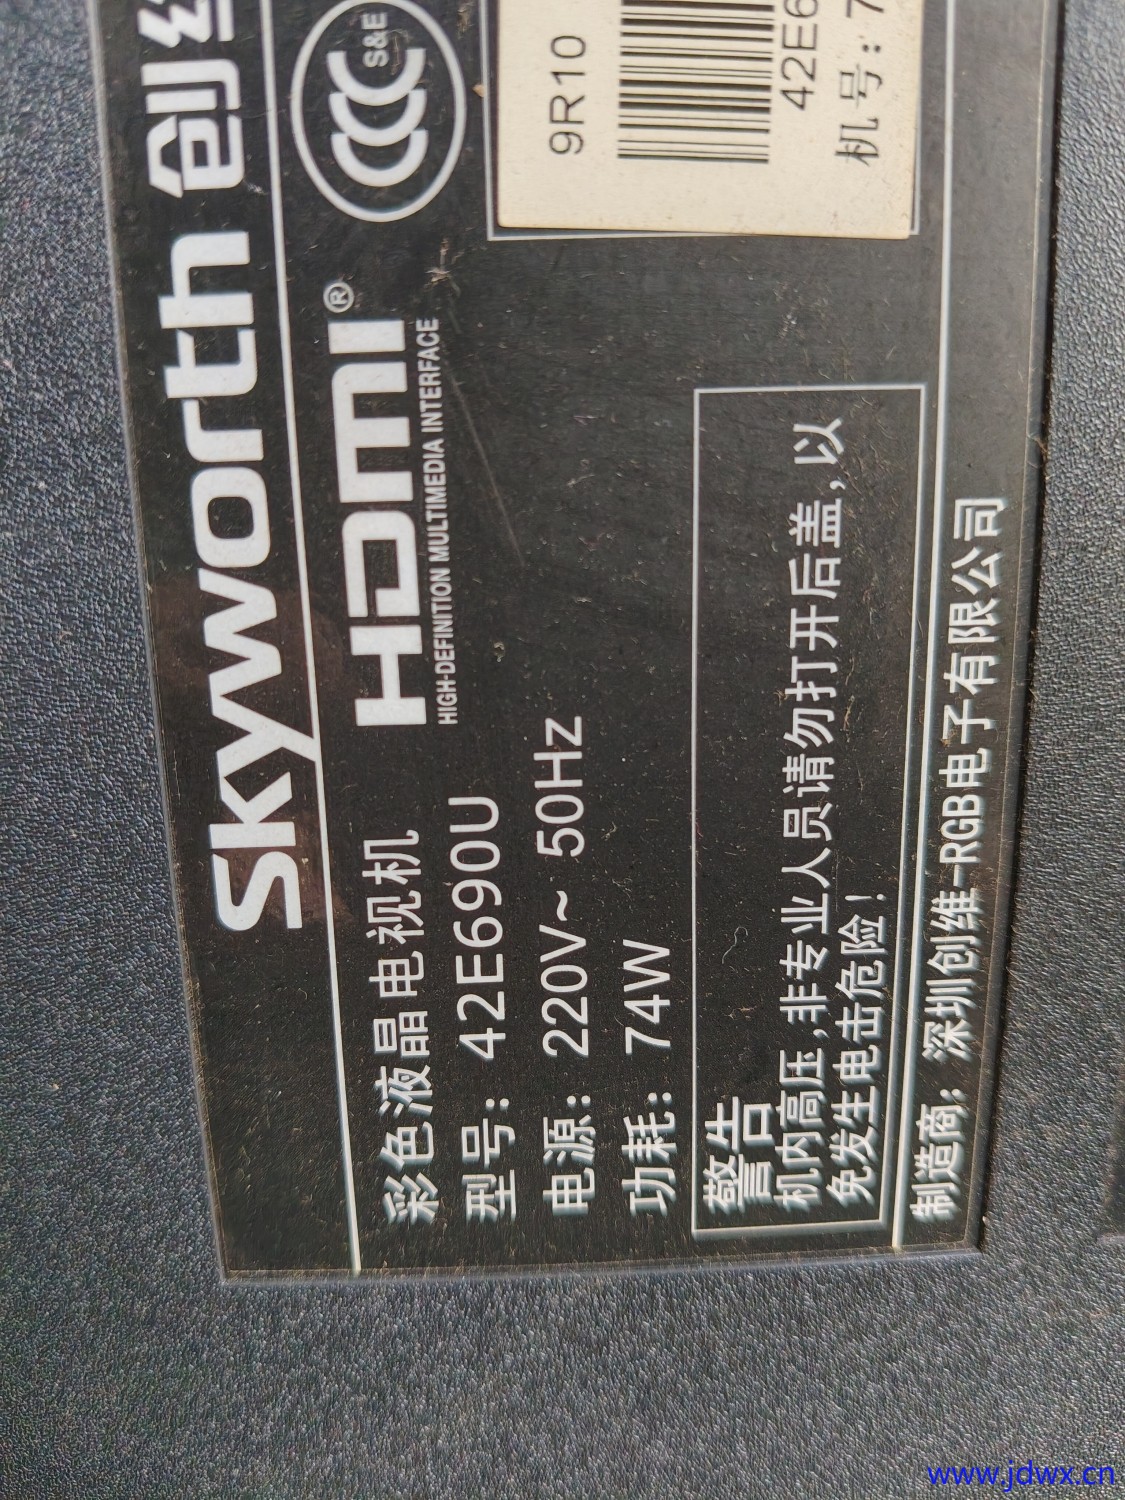 Skyworth 创
HDMI®
HIGH-DEFINITION MULTIMEDIA INTERFACE
S&E
彩色液晶电视机
型号: 42E690U
电源: 220V~ 50Hz
功耗: 74W
9R10
42E6
机号: 7
警告
机内高压,非专业人员请勿打开后盖,以
免发生电击危险!
制造商: 深圳创维-RGB电子有限公司
www.jdwx.cn